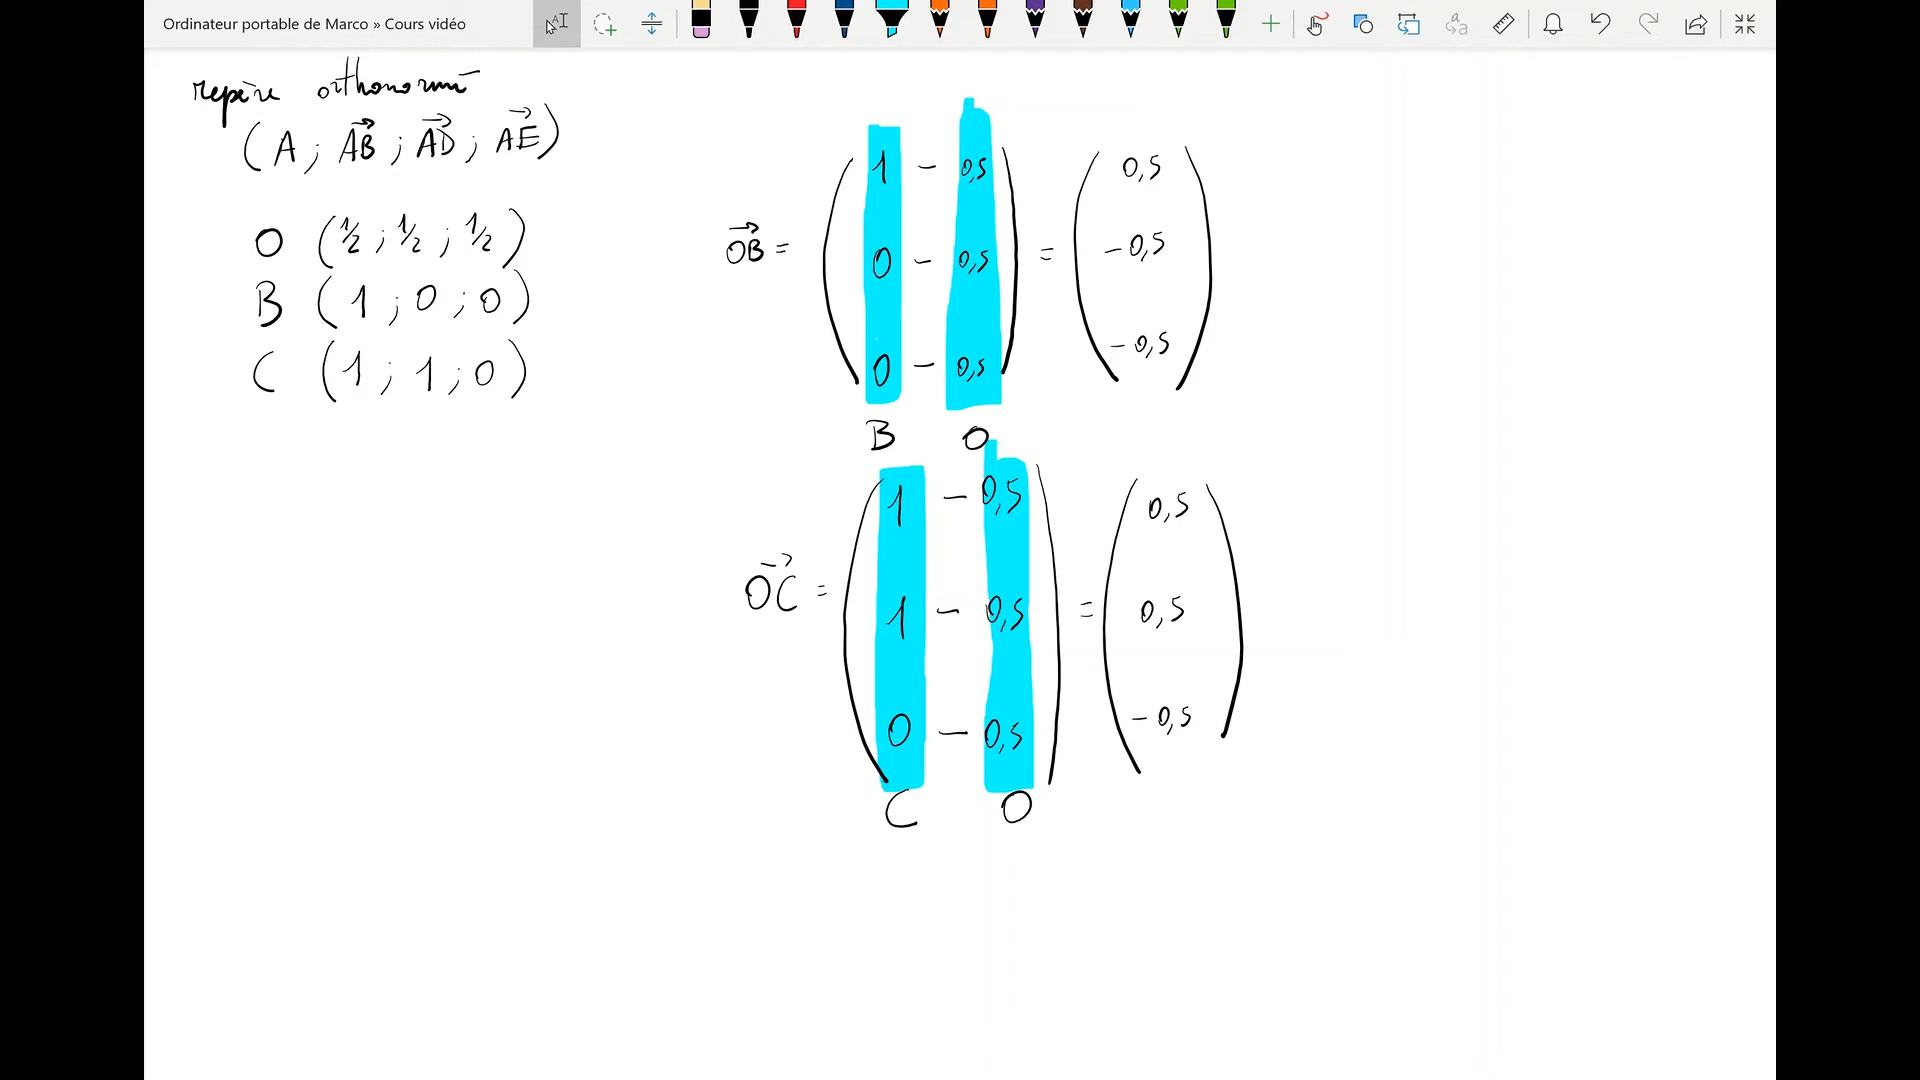 Ordinateur portable de Marco » Cours vidéo
repère orthonormé
(A ; AB→ ; AD→ ; AE→)
O (1/2 ; 1/2 ; 1/2)
B (1 ; 0 ; 0)
C (1 ; 1 ; 0)
1 - 0,5 0,5
OB→ = 0 - 0,5 = -0,5
0 - 0,5 -0,5
B O
1 - 0,5 0,5
OC→ = 1 - 0,5 = 0,5
0 - 0,5 -0,5
C O